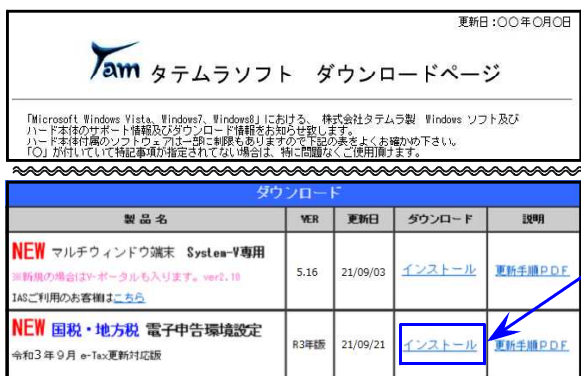 更新日:〇〇年〇月〇日
Tam タテムラソフト ダウンロードページ
「Microsoft Windows Vista、Windows7、Windows8」における、 株式会社タテムラ製 Windows ソフト及び
ハード本体のサポート情報及びダウンロード情報をお知らせ致します。
ハード本体付属のソフトウェアは一部に制限もありますので下記の表をよくお確かめ下さい。
「〇」が付いていて特記事項が指定されてない場合は、特に問題なくご使用頂けます。
ダウンロード
製品名 VER 更新日 ダウンロード 説明
NEW マルチウィンドウ端末 System-V専用
※新規の場合はV-ポータルも入ります。ver2.10
IASご利用のお客様はこちら
5.16 21/09/03 インストール 更新手順PDF
NEW 国税・地方税 電子申告環境設定
令和3年9月 e-Tax更新対応版
R3年版 21/09/21 インストール 更新手順PDF